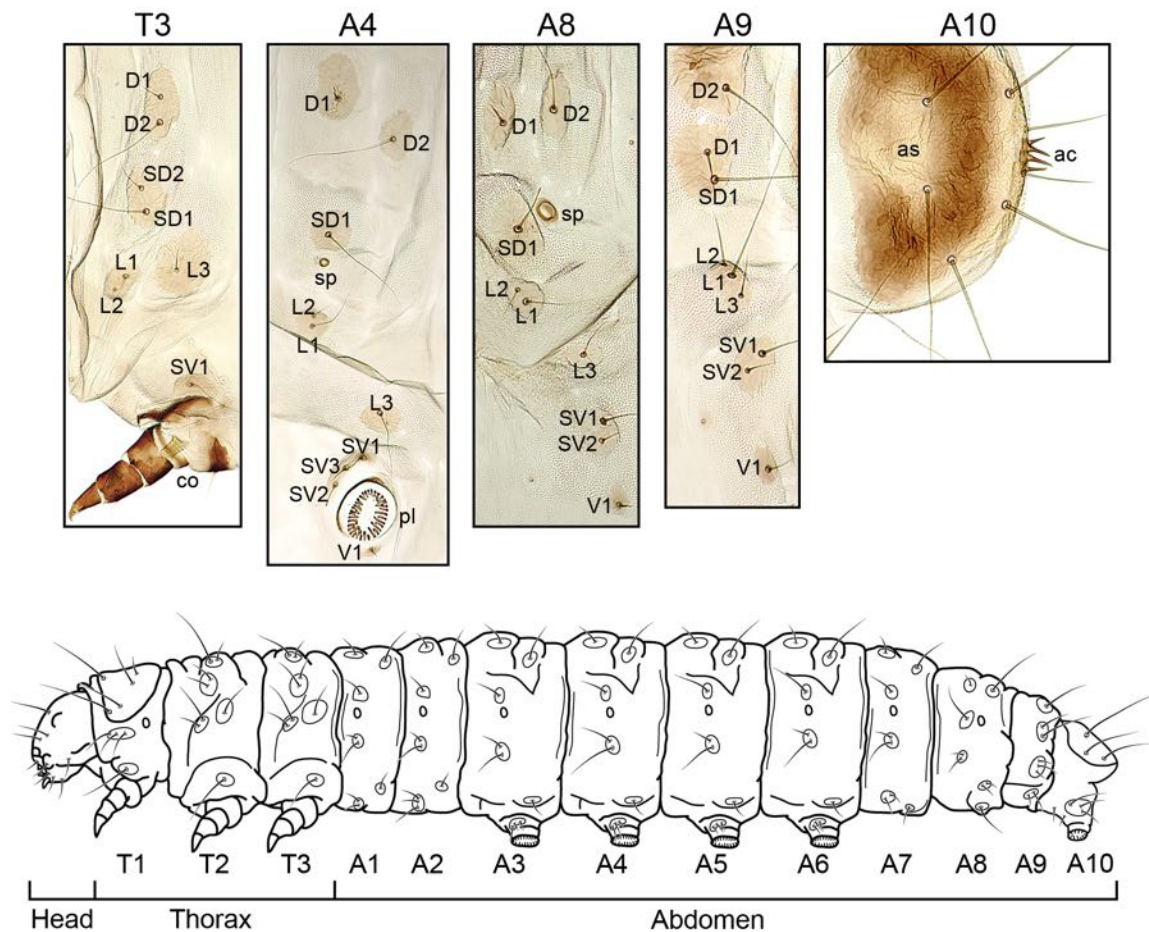 T3 A4 A8 A9 A10
D1
D2
SD2
SD1
L1
L3
L2
SV1
co
D1
D2
SD1
sp
L2
L1
L3
SV1
SV3
SV2
pl
V1
D1
D2
sp
SD1
L2
L1
L3
SV1
SV2
V1
D2
D1
SD1
L2
L1
L3
SV1
SV2
V1
as
ac
T1 T2 T3 A1 A2 A3 A4 A5 A6 A7 A8 A9 A10
Head Thorax Abdomen